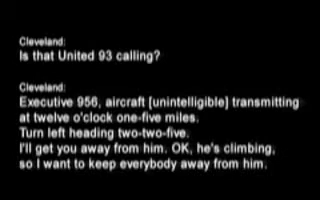 Cleveland:
Is that United 93 calling?
Cleveland:
Executive 956, aircraft [unintelligible] transmitting
at twelve o'clock one-five miles.
Turn left heading two-two-five.
I'll get you away from him. OK, he's climbing,
so I want to keep everybody away from him.